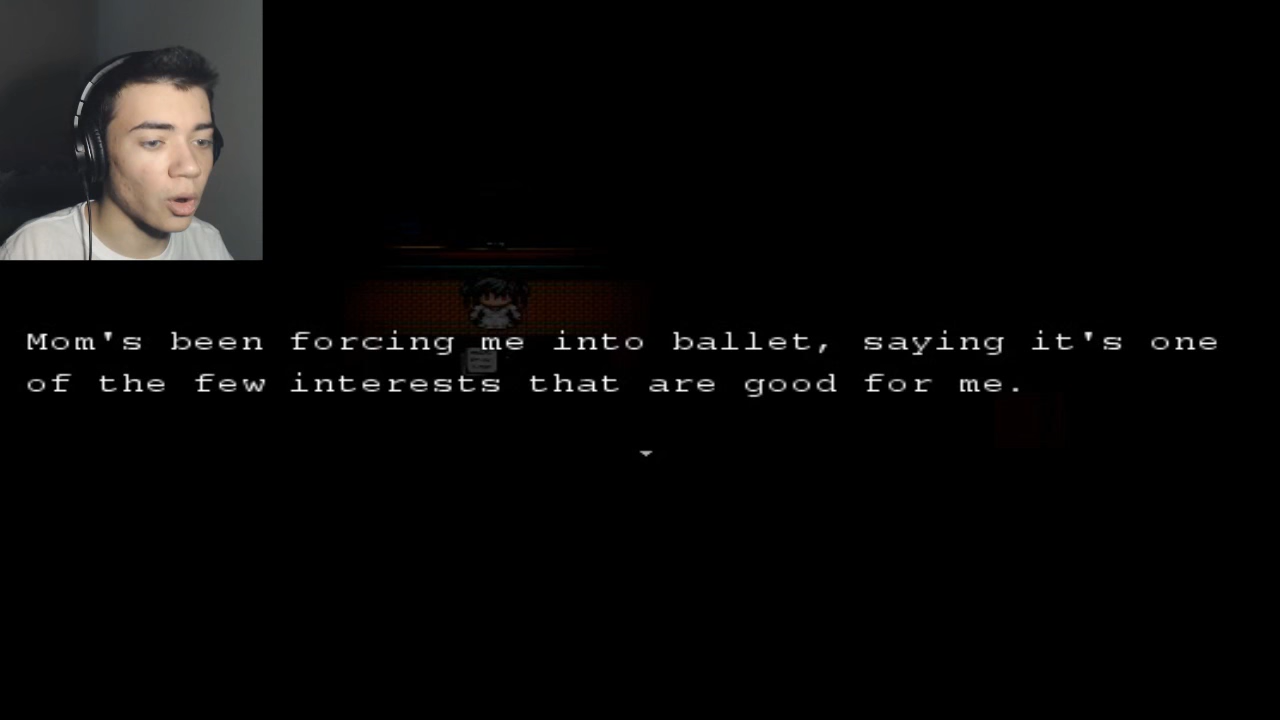 Mom's been forcing me into ballet, saying it's one
of the few interests that are good for me.